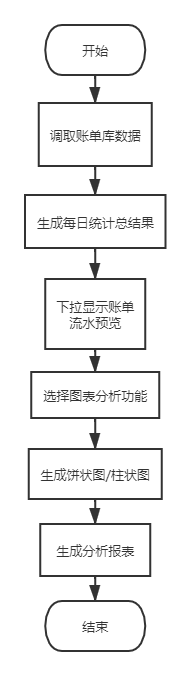 开始
调取账单库数据
生成每日统计总结果
下拉显示账单
流水预览
选择图表分析功能
生成饼状图/柱状图
生成分析报表
结束